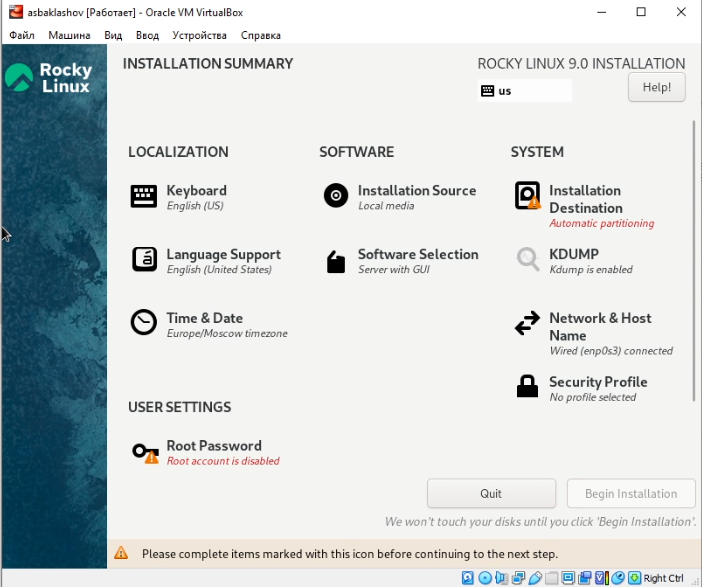 asbaklashov [Работает] - Oracle VM VirtualBox
Файл Машина Вид Ввод Устройства Справка
Rocky
Linux
INSTALLATION SUMMARY
ROCKY LINUX 9.0 INSTALLATION
us
Help!
LOCALIZATION
Keyboard
English (US)
Language Support
English (United States)
Time & Date
Europe/Moscow timezone
SOFTWARE
Installation Source
Local media
Software Selection
Server with GUI
SYSTEM
Installation
Destination
Automatic partitioning
KDUMP
Kdump is enabled
Network & Host
Name
Wired (enp0s3) connected
Security Profile
No profile selected
USER SETTINGS
Root Password
Root account is disabled
Quit
Begin Installation
We won't touch your disks until you click 'Begin Installation'.
Please complete items marked with this icon before continuing to the next step.
Right Ctrl